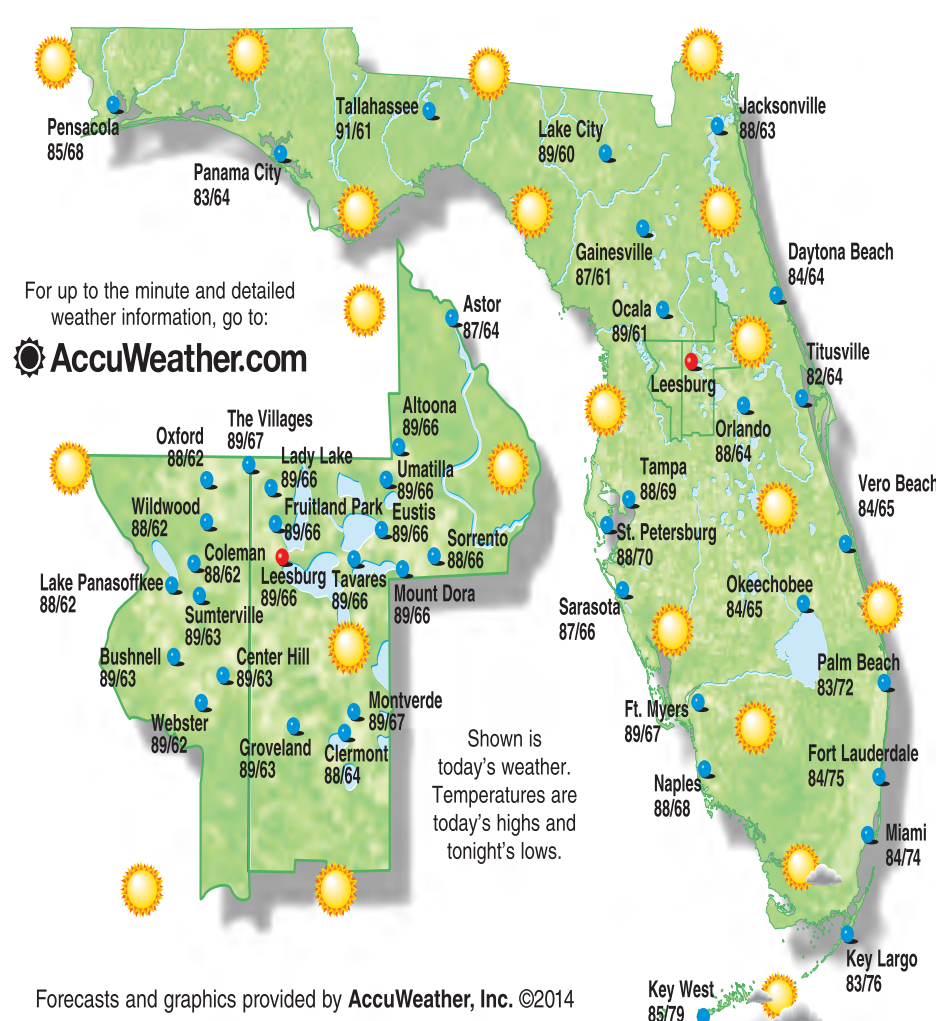 Pensacola
85/68
Panama City
83/64
Tallahassee
91/61
Lake City
89/60
Jacksonville
88/63
Gainesville
87/61
Daytona Beach
84/64
Ocala
89/61
Titusville
82/64
Leesburg
Orlando
88/64
Tampa
88/69
St. Petersburg
88/70
Vero Beach
84/65
Okeechobee
84/65
Sarasota
87/66
Palm Beach
83/72
Ft. Myers
89/67
Fort Lauderdale
84/75
Naples
88/68
Miami
84/74
Key Largo
83/76
Key West
85/79
For up to the minute and detailed
weather information, go to:
AccuWeather.com
Astor
87/64
Altoona
89/66
The Villages
89/67
Oxford
88/62
Lady Lake
89/66
Umatilla
89/66
Wildwood
88/62
Fruitland Park
89/66
Eustis
89/66
Sorrento
88/66
Coleman
88/62
Leesburg
89/66
Tavares
89/66
Mount Dora
89/66
Lake Panasoffkee
88/62
Sumterville
89/63
Bushnell
89/63
Center Hill
89/63
Webster
89/62
Groveland
89/63
Montverde
89/67
Clermont
88/64
Shown is
today's weather.
Temperatures are
today's highs and
tonight's lows.
Forecasts and graphics provided by AccuWeather, Inc. ©2014